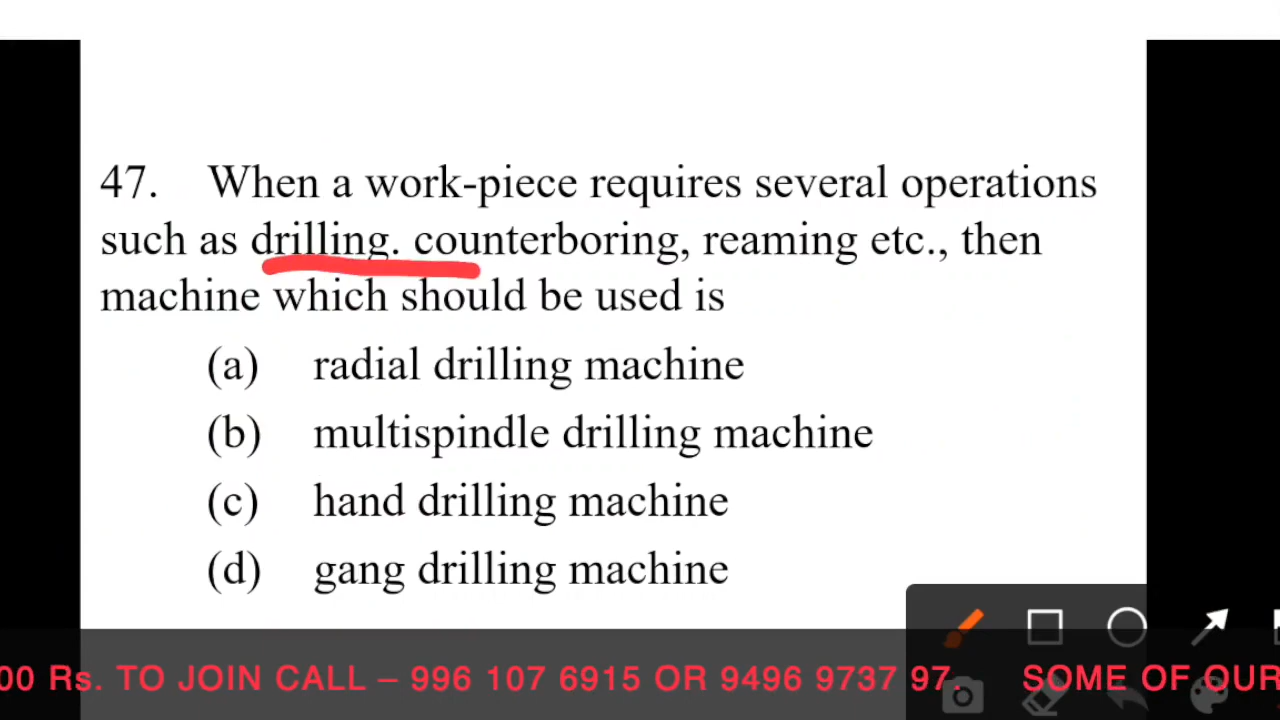 47. When a work-piece requires several operations
such as drilling. counterboring, reaming etc., then
machine which should be used is
(a) radial drilling machine
(b) multispindle drilling machine
(c) hand drilling machine
(d) gang drilling machine
00 Rs. TO JOIN CALL – 996 107 6915 OR 9496 9737 97. SOME OF OUR